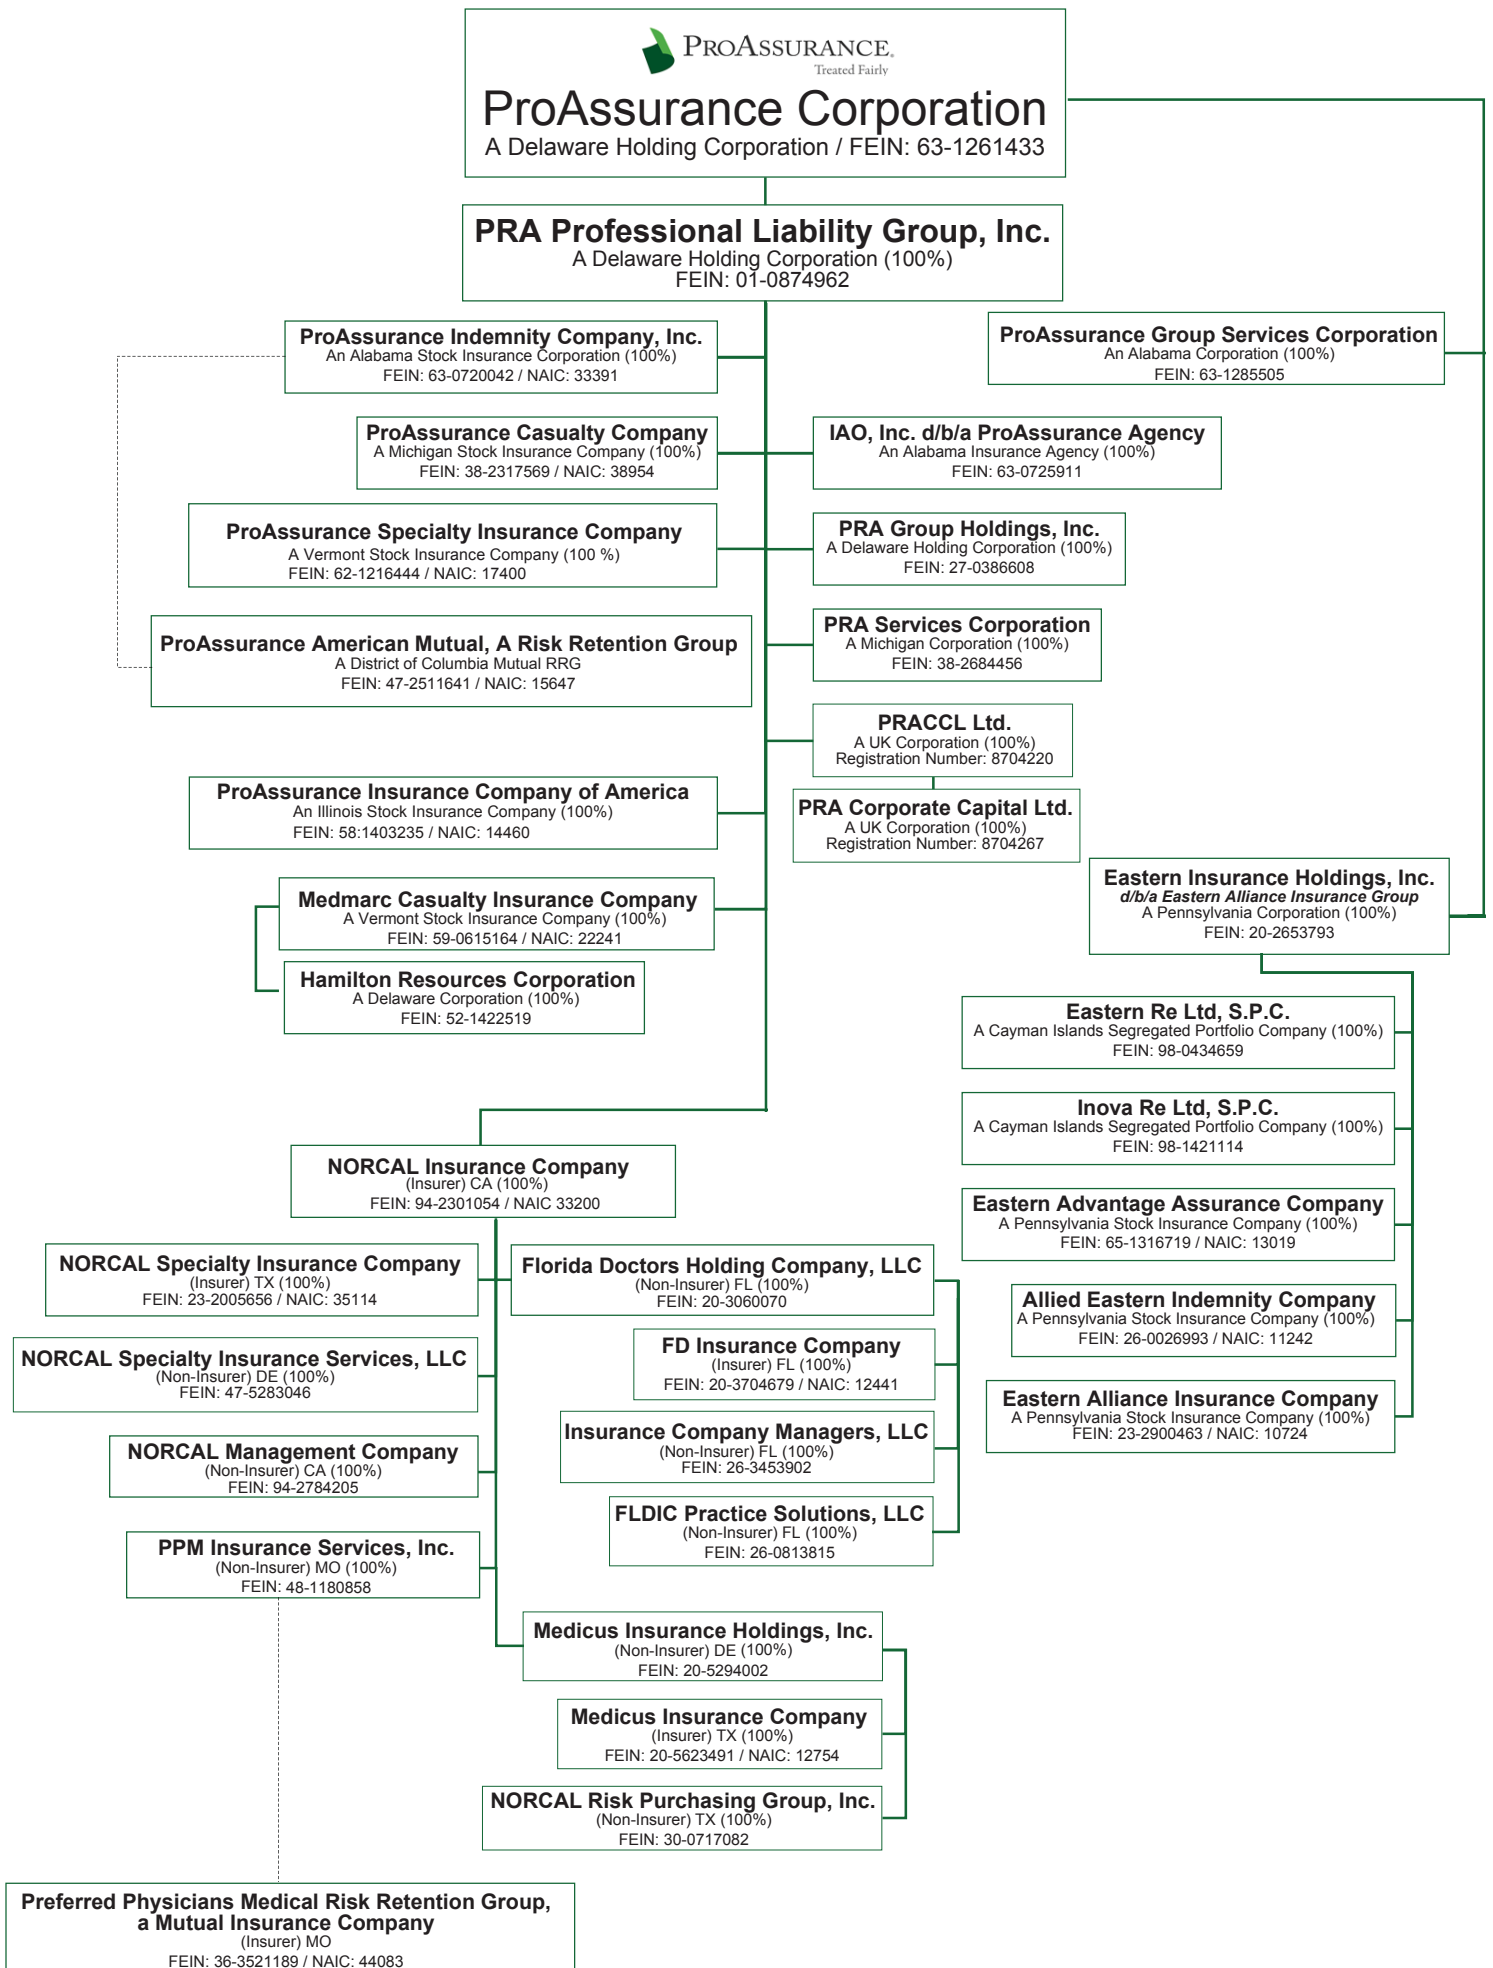 PROASSURANCE.
Treated Fairly
ProAssurance Corporation
A Delaware Holding Corporation / FEIN: 63-1261433
PRA Professional Liability Group, Inc.
A Delaware Holding Corporation (100%)
FEIN: 01-0874962
ProAssurance Indemnity Company, Inc.
An Alabama Stock Insurance Corporation (100%)
FEIN: 63-0720042 / NAIC: 33391
ProAssurance Group Services Corporation
An Alabama Corporation (100%)
FEIN: 63-1285505
ProAssurance Casualty Company
A Michigan Stock Insurance Company (100%)
FEIN: 38-2317569 / NAIC: 38954
IAO, Inc. d/b/a ProAssurance Agency
An Alabama Insurance Agency (100%)
FEIN: 63-0725911
ProAssurance Specialty Insurance Company
A Vermont Stock Insurance Company (100 %)
FEIN: 62-1216444 / NAIC: 17400
PRA Group Holdings, Inc.
A Delaware Holding Corporation (100%)
FEIN: 27-0386608
ProAssurance American Mutual, A Risk Retention Group
A District of Columbia Mutual RRG
FEIN: 47-2511641 / NAIC: 15647
PRA Services Corporation
A Michigan Corporation (100%)
FEIN: 38-2684456
PRACCL Ltd.
A UK Corporation (100%)
Registration Number: 8704220
ProAssurance Insurance Company of America
An Illinois Stock Insurance Company (100%)
FEIN: 58:1403235 / NAIC: 14460
PRA Corporate Capital Ltd.
A UK Corporation (100%)
Registration Number: 8704267
Eastern Insurance Holdings, Inc.
d/b/a Eastern Alliance Insurance Group
A Pennsylvania Corporation (100%)
FEIN: 20-2653793
Medmarc Casualty Insurance Company
A Vermont Stock Insurance Company (100%)
FEIN: 59-0615164 / NAIC: 22241
Hamilton Resources Corporation
A Delaware Corporation (100%)
FEIN: 52-1422519
Eastern Re Ltd, S.P.C.
A Cayman Islands Segregated Portfolio Company (100%)
FEIN: 98-0434659
Inova Re Ltd, S.P.C.
A Cayman Islands Segregated Portfolio Company (100%)
FEIN: 98-1421114
NORCAL Insurance Company
(Insurer) CA (100%)
FEIN: 94-2301054 / NAIC 33200
Eastern Advantage Assurance Company
A Pennsylvania Stock Insurance Company (100%)
FEIN: 65-1316719 / NAIC: 13019
NORCAL Specialty Insurance Company
(Insurer) TX (100%)
FEIN: 23-2005656 / NAIC: 35114
Florida Doctors Holding Company, LLC
(Non-Insurer) FL (100%)
FEIN: 20-3060070
Allied Eastern Indemnity Company
A Pennsylvania Stock Insurance Company (100%)
FEIN: 26-0026993 / NAIC: 11242
NORCAL Specialty Insurance Services, LLC
(Non-Insurer) DE (100%)
FEIN: 47-5283046
FD Insurance Company
(Insurer) FL (100%)
FEIN: 20-3704679 / NAIC: 12441
Eastern Alliance Insurance Company
A Pennsylvania Stock Insurance Company (100%)
FEIN: 23-2900463 / NAIC: 10724
NORCAL Management Company
(Non-Insurer) CA (100%)
FEIN: 94-2784205
Insurance Company Managers, LLC
(Non-Insurer) FL (100%)
FEIN: 26-3453902
FLDIC Practice Solutions, LLC
(Non-Insurer) FL (100%)
FEIN: 26-0813815
PPM Insurance Services, Inc.
(Non-Insurer) MO (100%)
FEIN: 48-1180858
Medicus Insurance Holdings, Inc.
(Non-Insurer) DE (100%)
FEIN: 20-5294002
Medicus Insurance Company
(Insurer) TX (100%)
FEIN: 20-5623491 / NAIC: 12754
NORCAL Risk Purchasing Group, Inc.
(Non-Insurer) TX (100%)
FEIN: 30-0717082
Preferred Physicians Medical Risk Retention Group,
a Mutual Insurance Company
(Insurer) MO
FEIN: 36-3521189 / NAIC: 44083